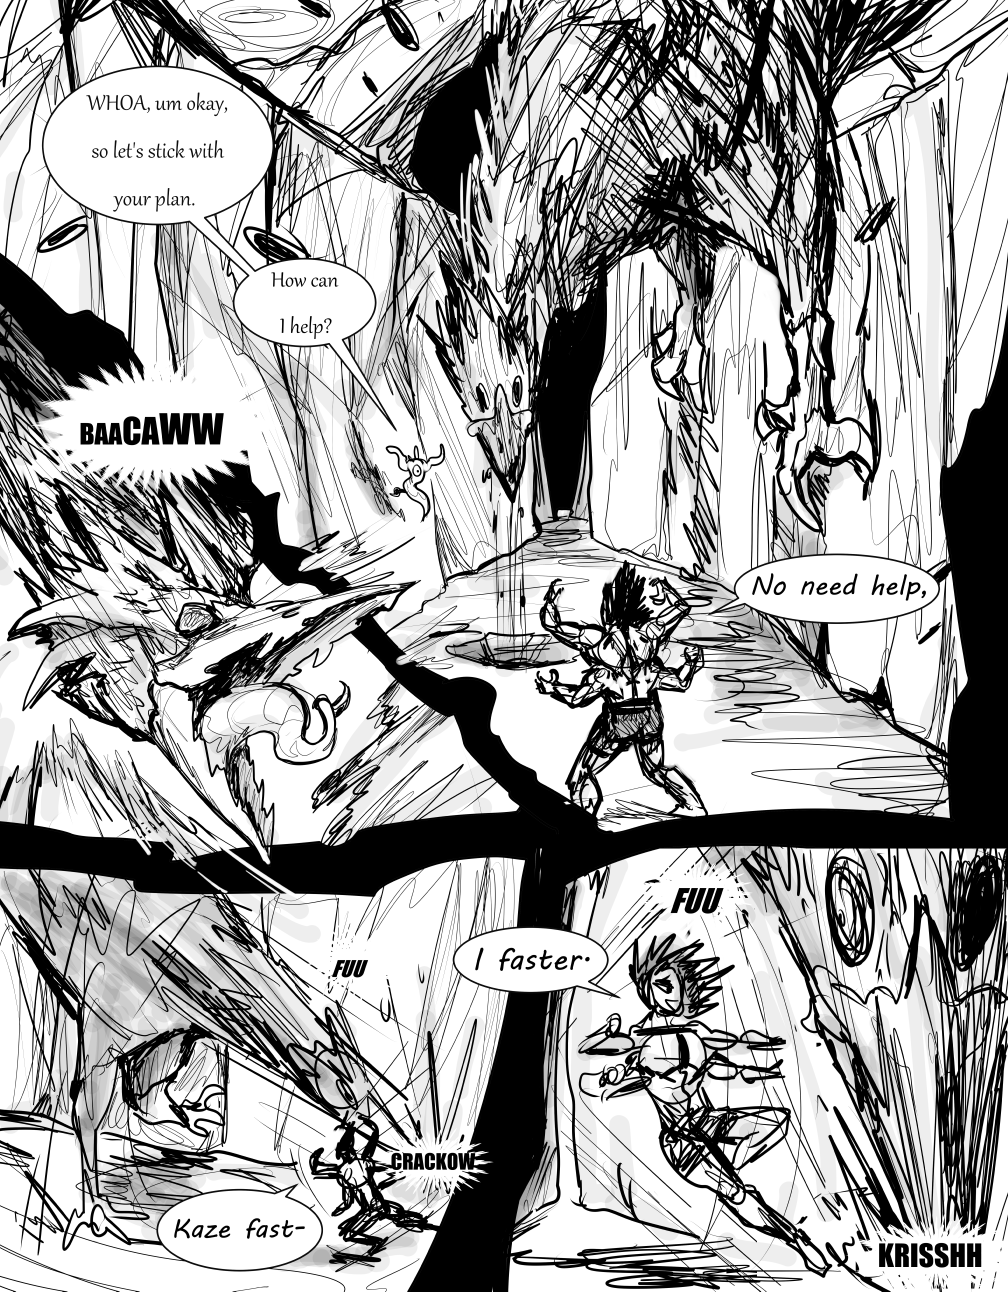 WHOA, um okay,
so let's stick with
your plan.
How can
I help?
BAACAWW
No need help,
FUU
CRACKOW
Kaze fast-
FUU
I faster.
KRISSHH